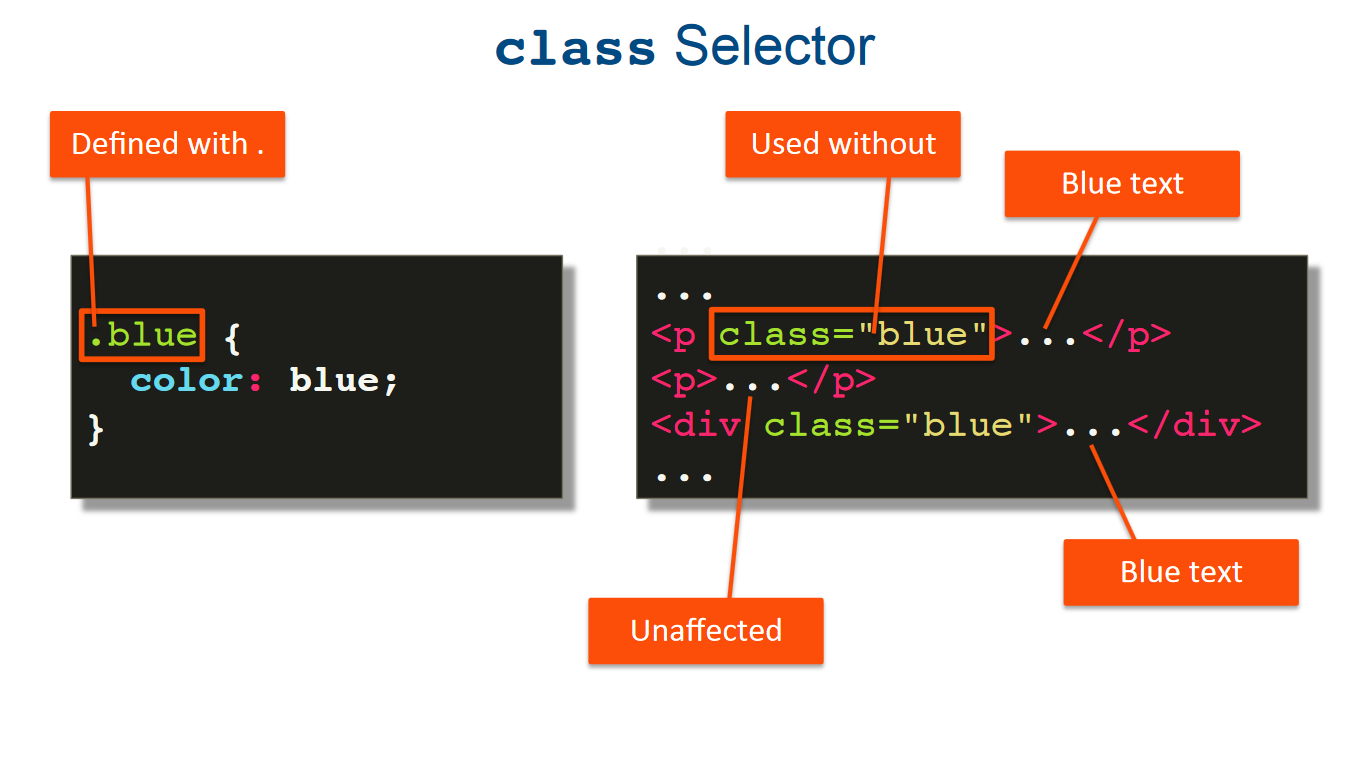 class Selector
Defined with .
Used without
Blue text
.blue {
color: blue;
}
...
...
<p class="blue">...</p>
<p>...</p>
<div class="blue">...</div>
...
Blue text
Unaffected